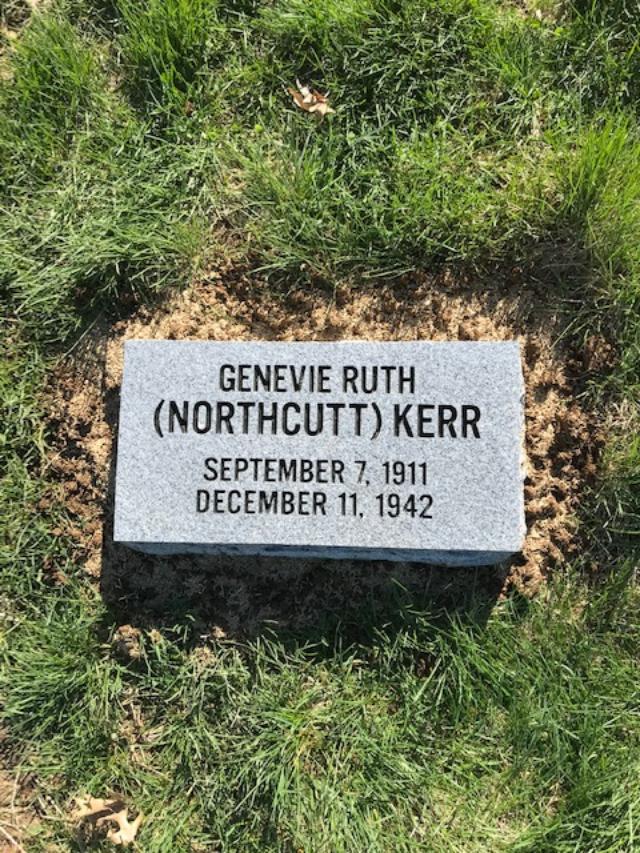 GENEVIE RUTH
(NORTHCUTT) KERR
SEPTEMBER 7, 1911
DECEMBER 11, 1942